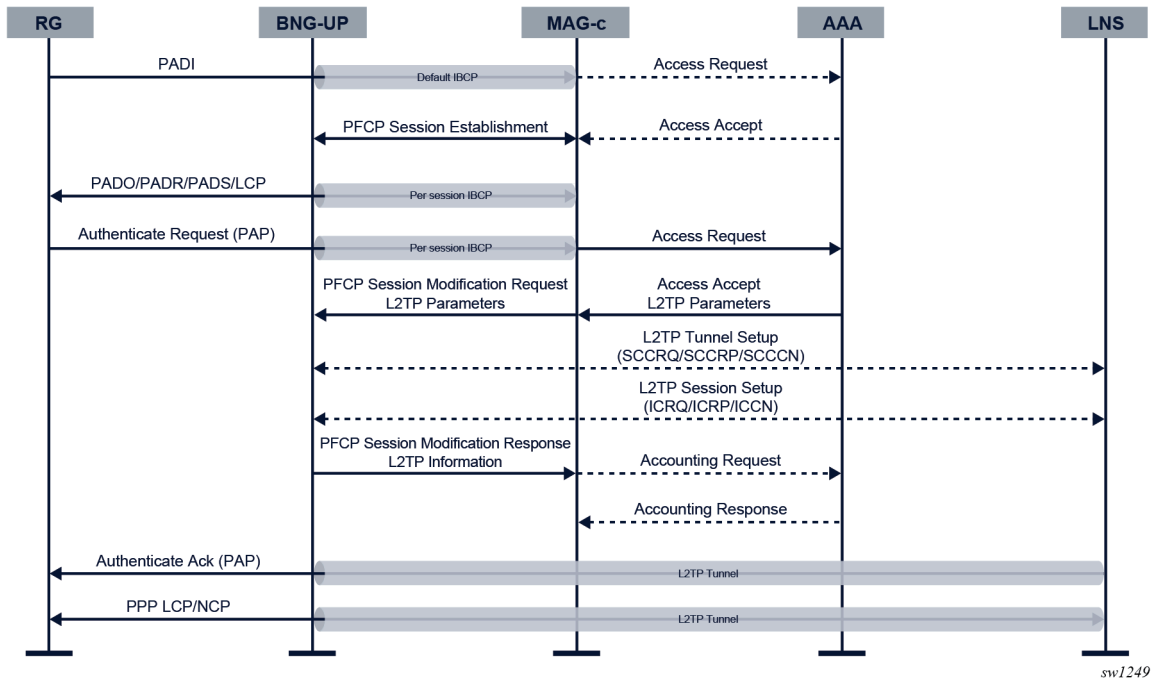 RG
BNG-UP
MAG-c
AAA
LNS
PADI
Default IBCP
Access Request
PFCP Session Establishment
Access Accept
PADO/PADR/PADS/LCP
Per session IBCP
Authenticate Request (PAP)
Per session IBCP
Access Request
PFCP Session Modification Request
L2TP Parameters
Access Accept
L2TP Parameters
L2TP Tunnel Setup
(SCCRQ/SCCRP/SCCCN)
L2TP Session Setup
(ICRQ/ICRP/ICCN)
PFCP Session Modification Response
L2TP Information
Accounting Request
Accounting Response
Authenticate Ack (PAP)
L2TP Tunnel
PPP LCP/NCP
L2TP Tunnel
sw1249